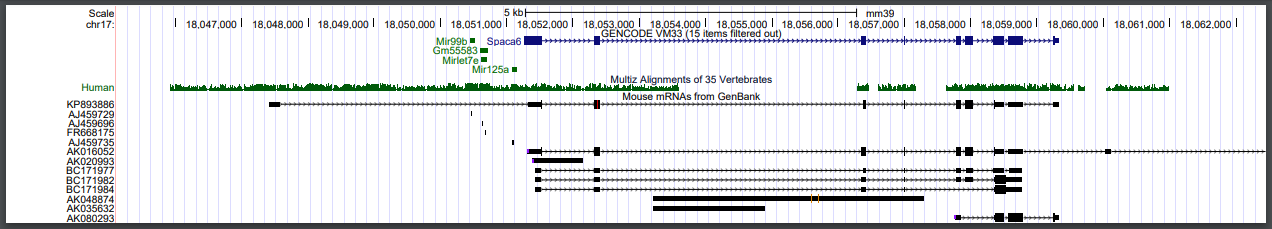 Scale 5 kb mm39
chr17: 18,047,000 18,048,000 18,049,000 18,050,000 18,051,000 18,052,000 18,053,000 18,054,000 18,055,000 18,056,000 18,057,000 18,058,000 18,059,000 18,060,000 18,061,000 18,062,000
GENCODE VM33 (15 items filtered out)
Mir99b Spaca6
Gm55583
Mirlet7e
Mir125a
Multiz Alignments of 35 Vertebrates
Human
Mouse mRNAs from GenBank
KP893886
AJ459729
AJ459696
FR668175
AJ459735
AK016052
AK020993
BC171977
BC171982
BC171984
AK048874
AK035632
AK080293